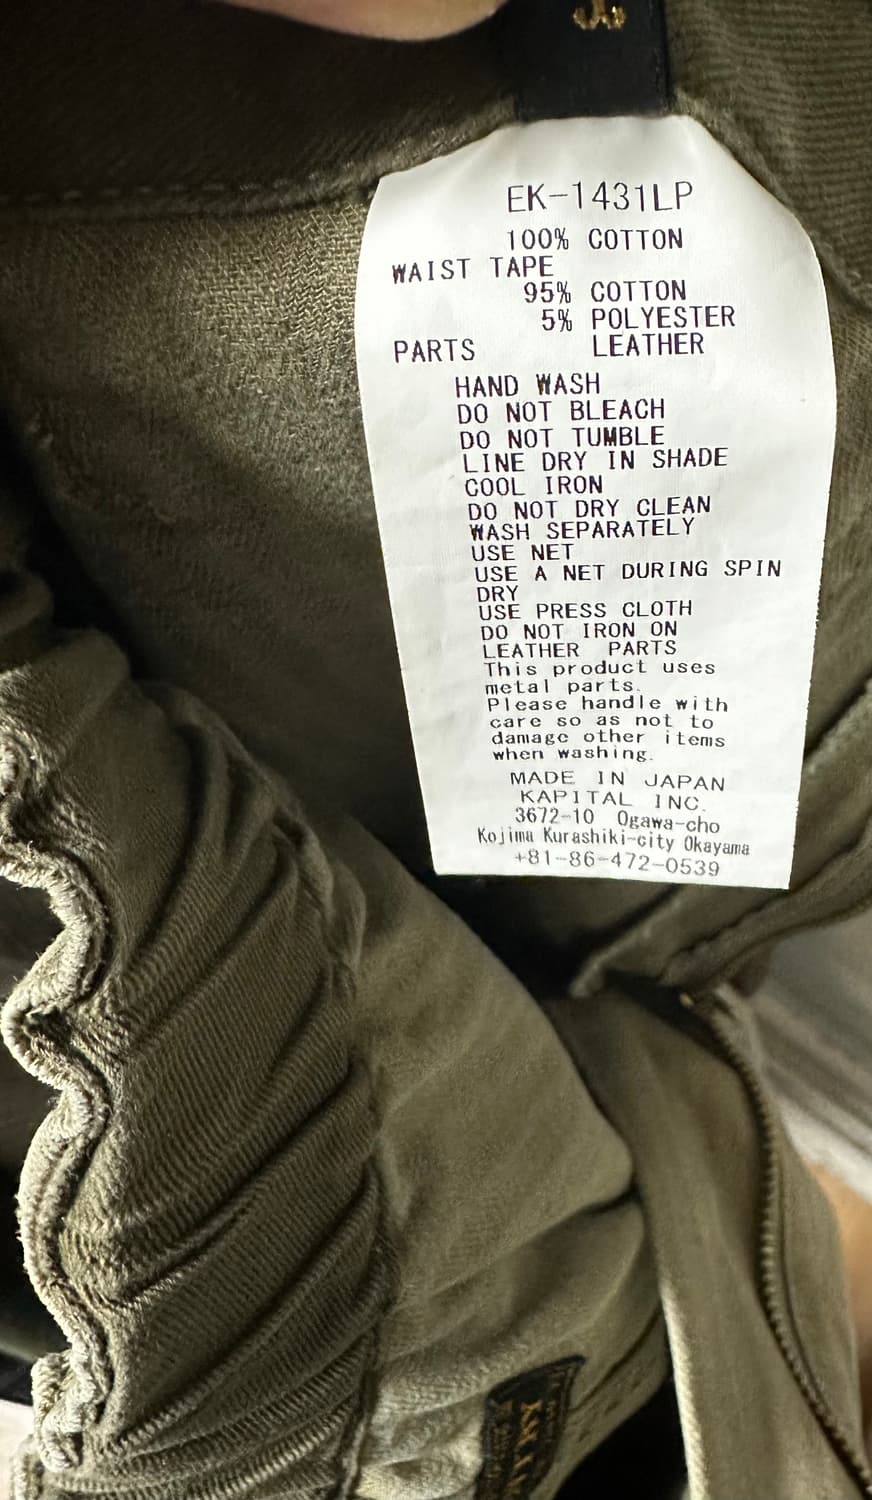 EK-1431LP
100% COTTON
WAIST TAPE
95% COTTON
5% POLYESTER
PARTS LEATHER
HAND WASH
DO NOT BLEACH
DO NOT TUMBLE
LINE DRY IN SHADE
COOL IRON
DO NOT DRY CLEAN
WASH SEPARATELY
USE NET
USE A NET DURING SPIN
DRY
USE PRESS CLOTH
DO NOT IRON ON
LEATHER PARTS
This product uses
metal parts.
Please handle with
care so as not to
damage other items
when washing.
MADE IN JAPAN
KAPITAL INC.
3672-10 Ogawa-cho
Kojima Kurashiki-city Okayama
+81-86-472-0539